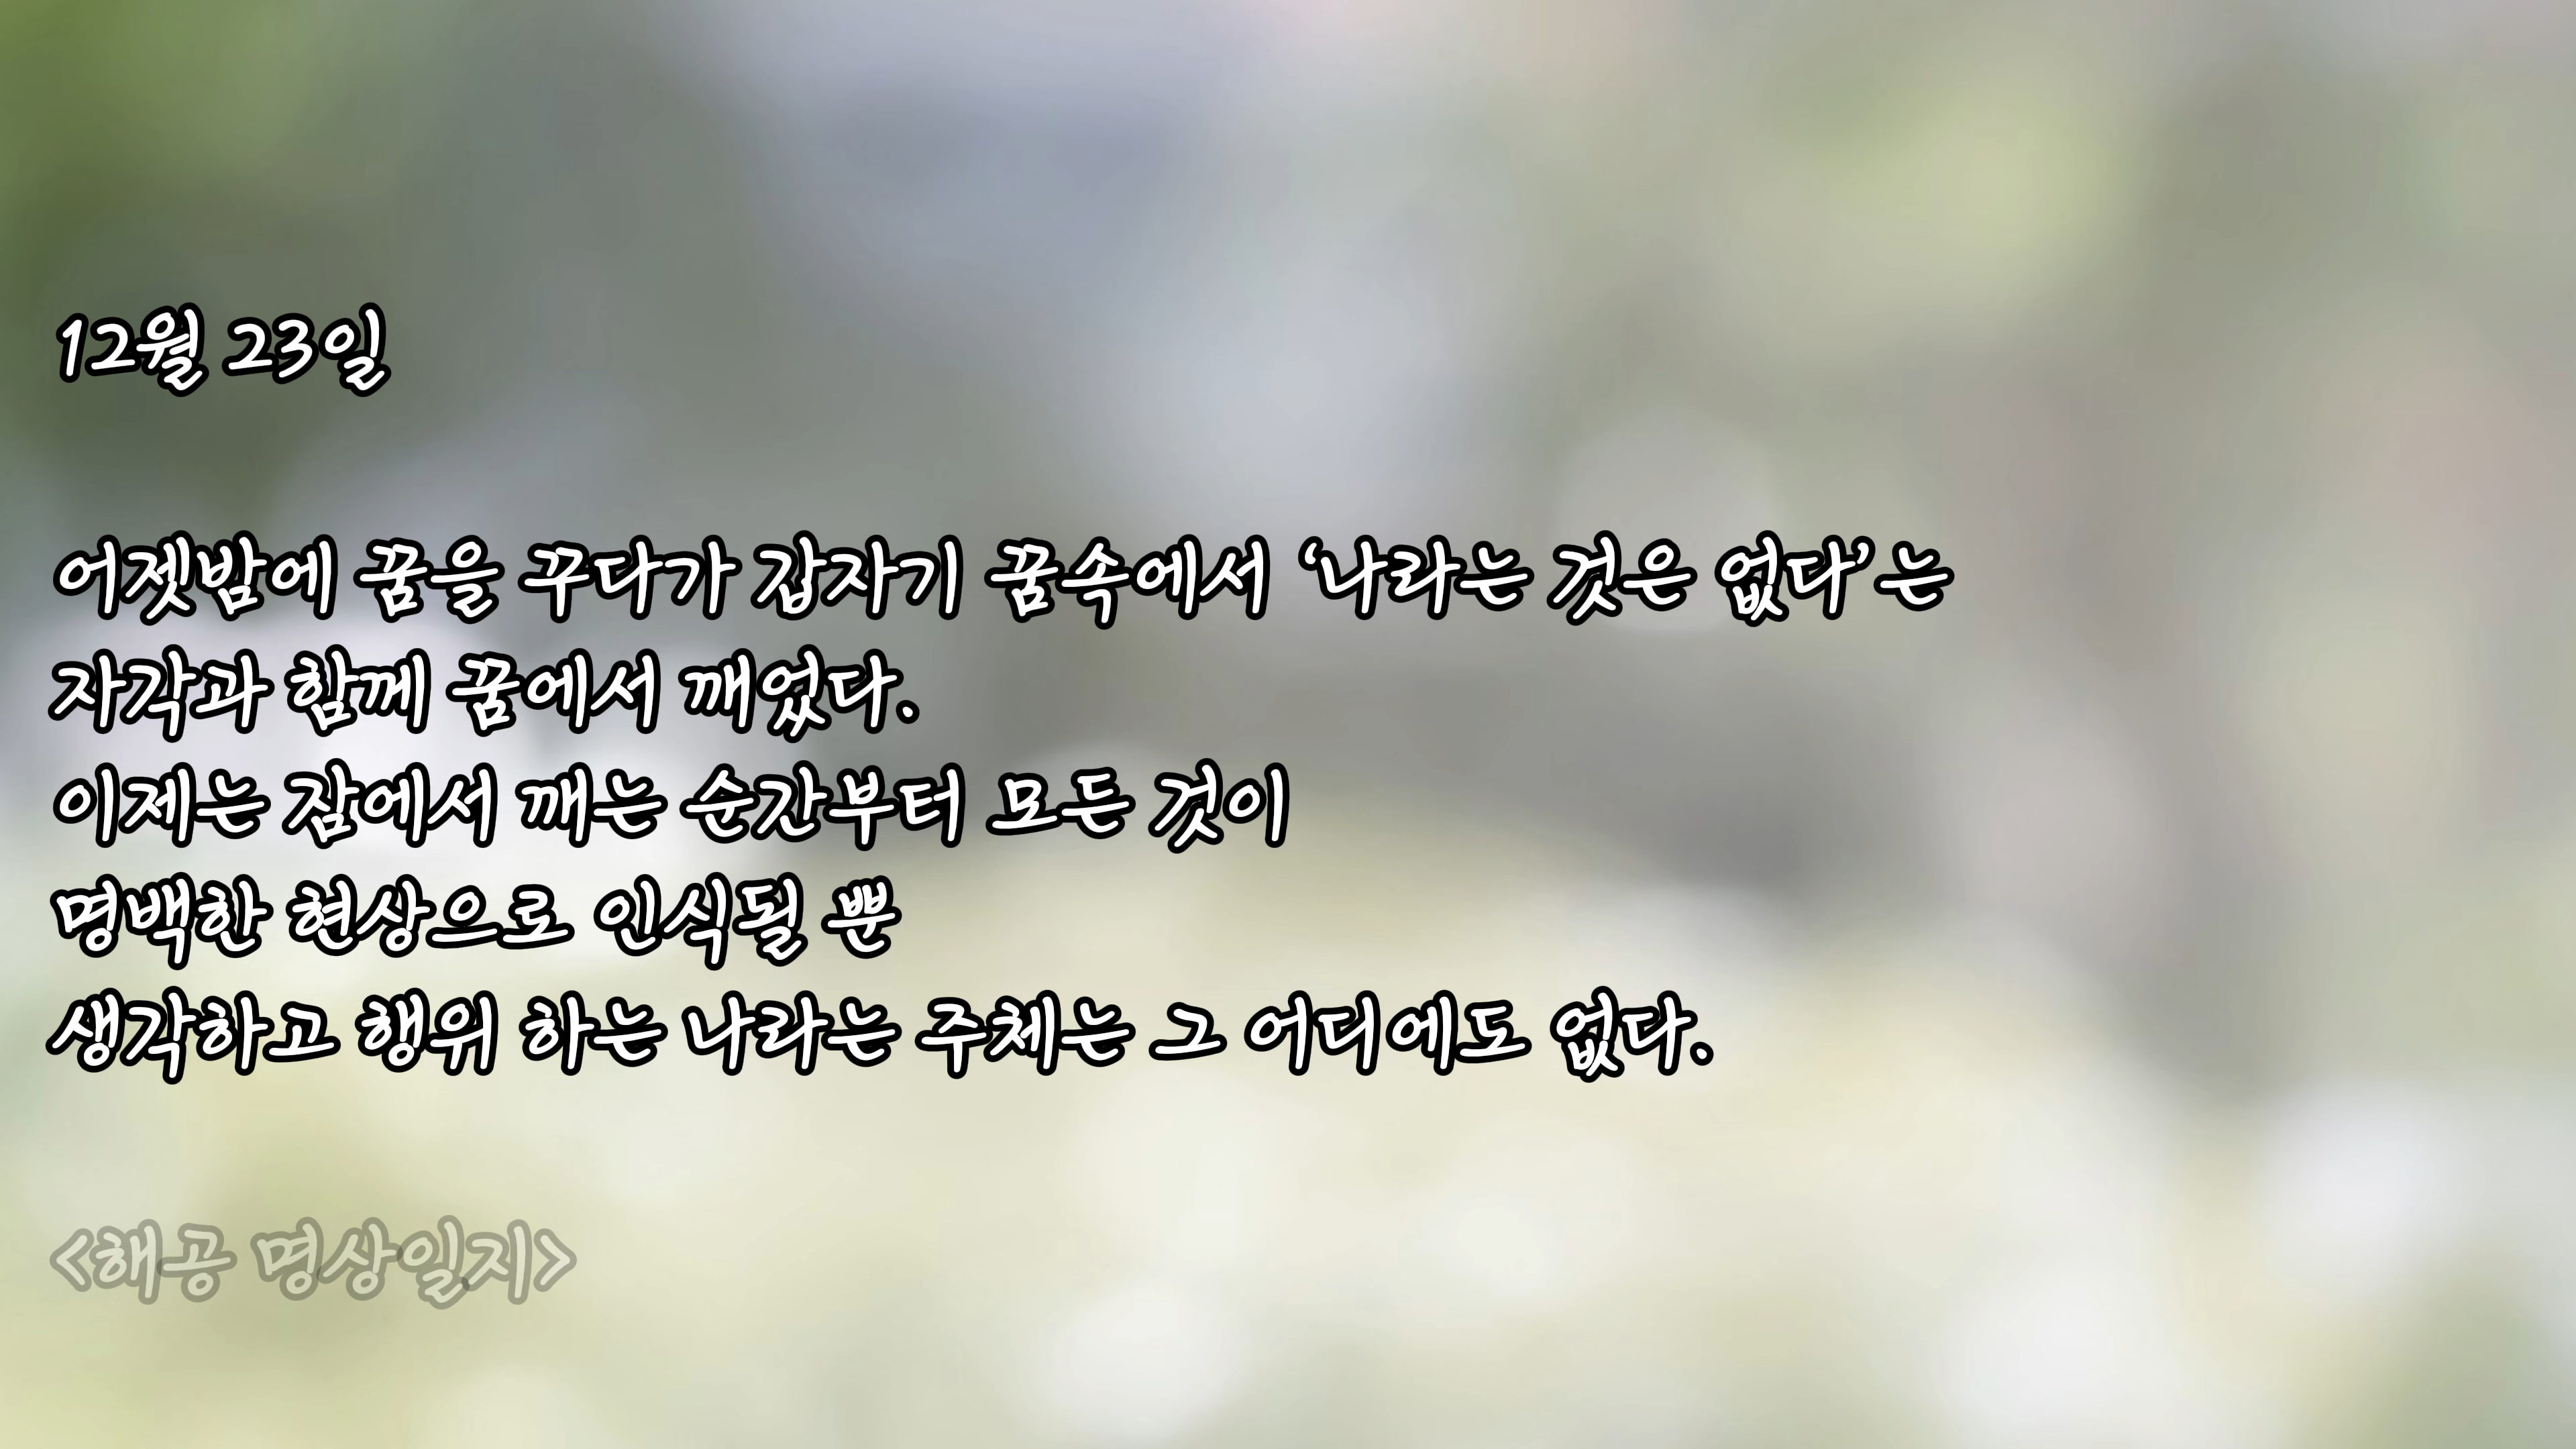 12월 23일
어젯밤에 꿈을 꾸다가 갑자기 꿈속에서 ‘나라는 것은 없다’는
자각과 함께 꿈에서 깨었다.
이제는 잠에서 깨는 순간부터 모든 것이
명백한 현상으로 인식될 뿐
생각하고 행위 하는 나라는 주체는 그 어디에도 없다.
<해공 명상일지>